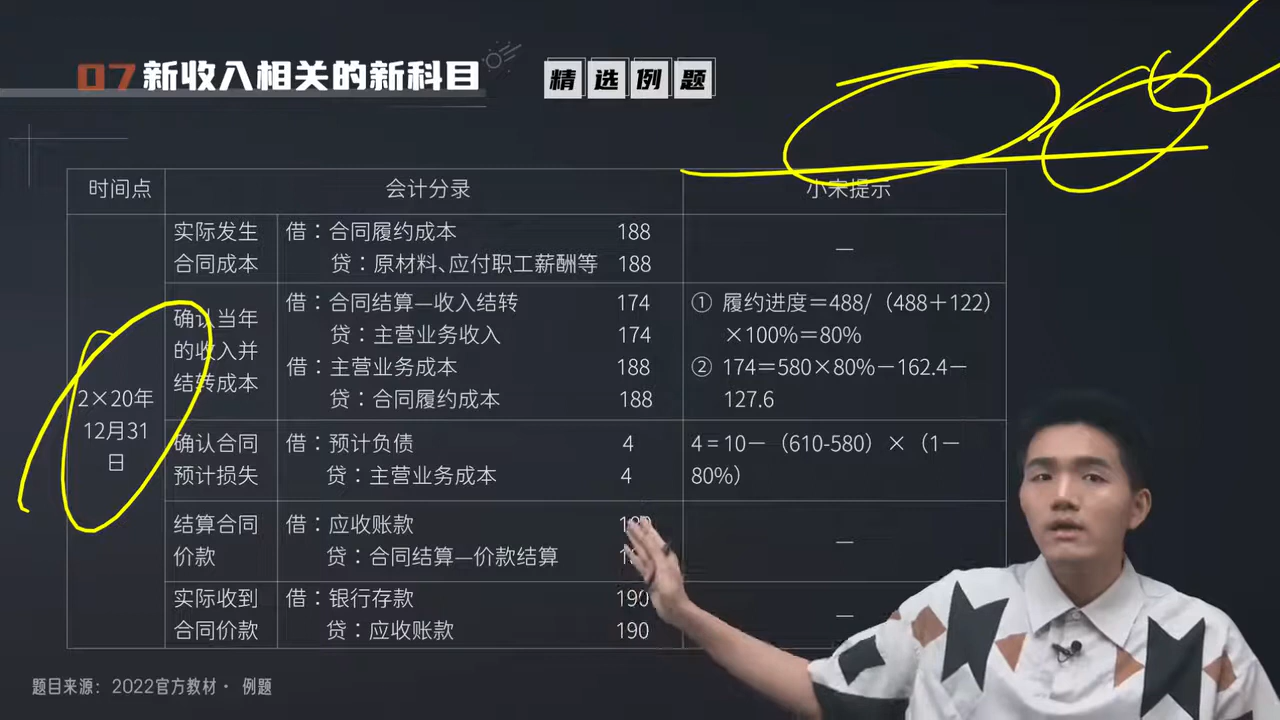 07 新收入相关的新科目 精选例题
时间点 会计分录 小宋提示
实际发生 借：合同履约成本 188
合同成本 贷：原材料、应付职工薪酬等 188
—
确认当年 借：合同结算—收入结转 174 ① 履约进度＝488/（488＋122）
的收入并 贷：主营业务收入 174 ×100%＝80%
结转成本 借：主营业务成本 188 ② 174＝580×80%－162.4－
贷：合同履约成本 188 127.6
2×20年
12月31
日
确认合同 借：预计负债 4 4＝10－（610-580）×（1－
预计损失 贷：主营业务成本 4 80%）
结算合同 借：应收账款
价款 贷：合同结算—价款结算
—
实际收到 借：银行存款 190
合同价款 贷：应收账款 190
—
题目来源：2022官方教材· 例题